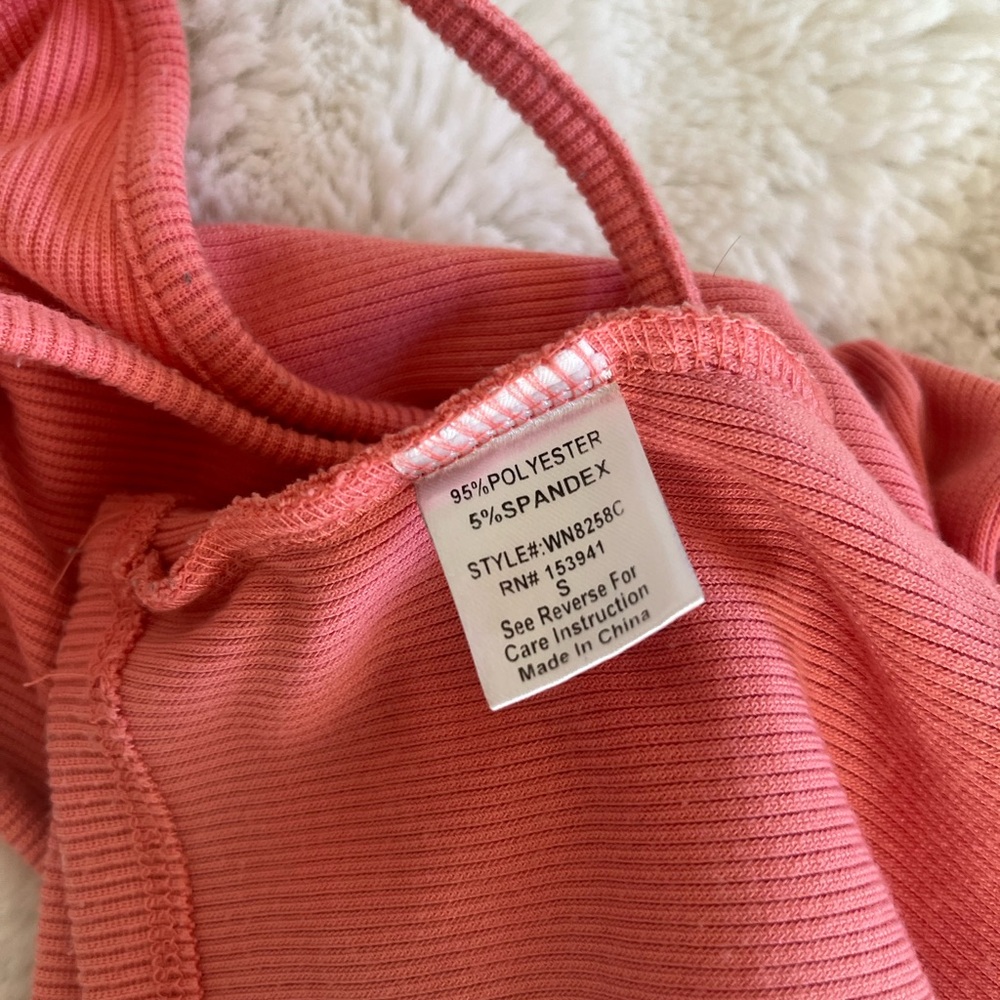 95%POLYESTER
5%SPANDEX
STYLE#:WN8258C
RN# 153941
S
See Reverse For
Care Instruction
Made In China